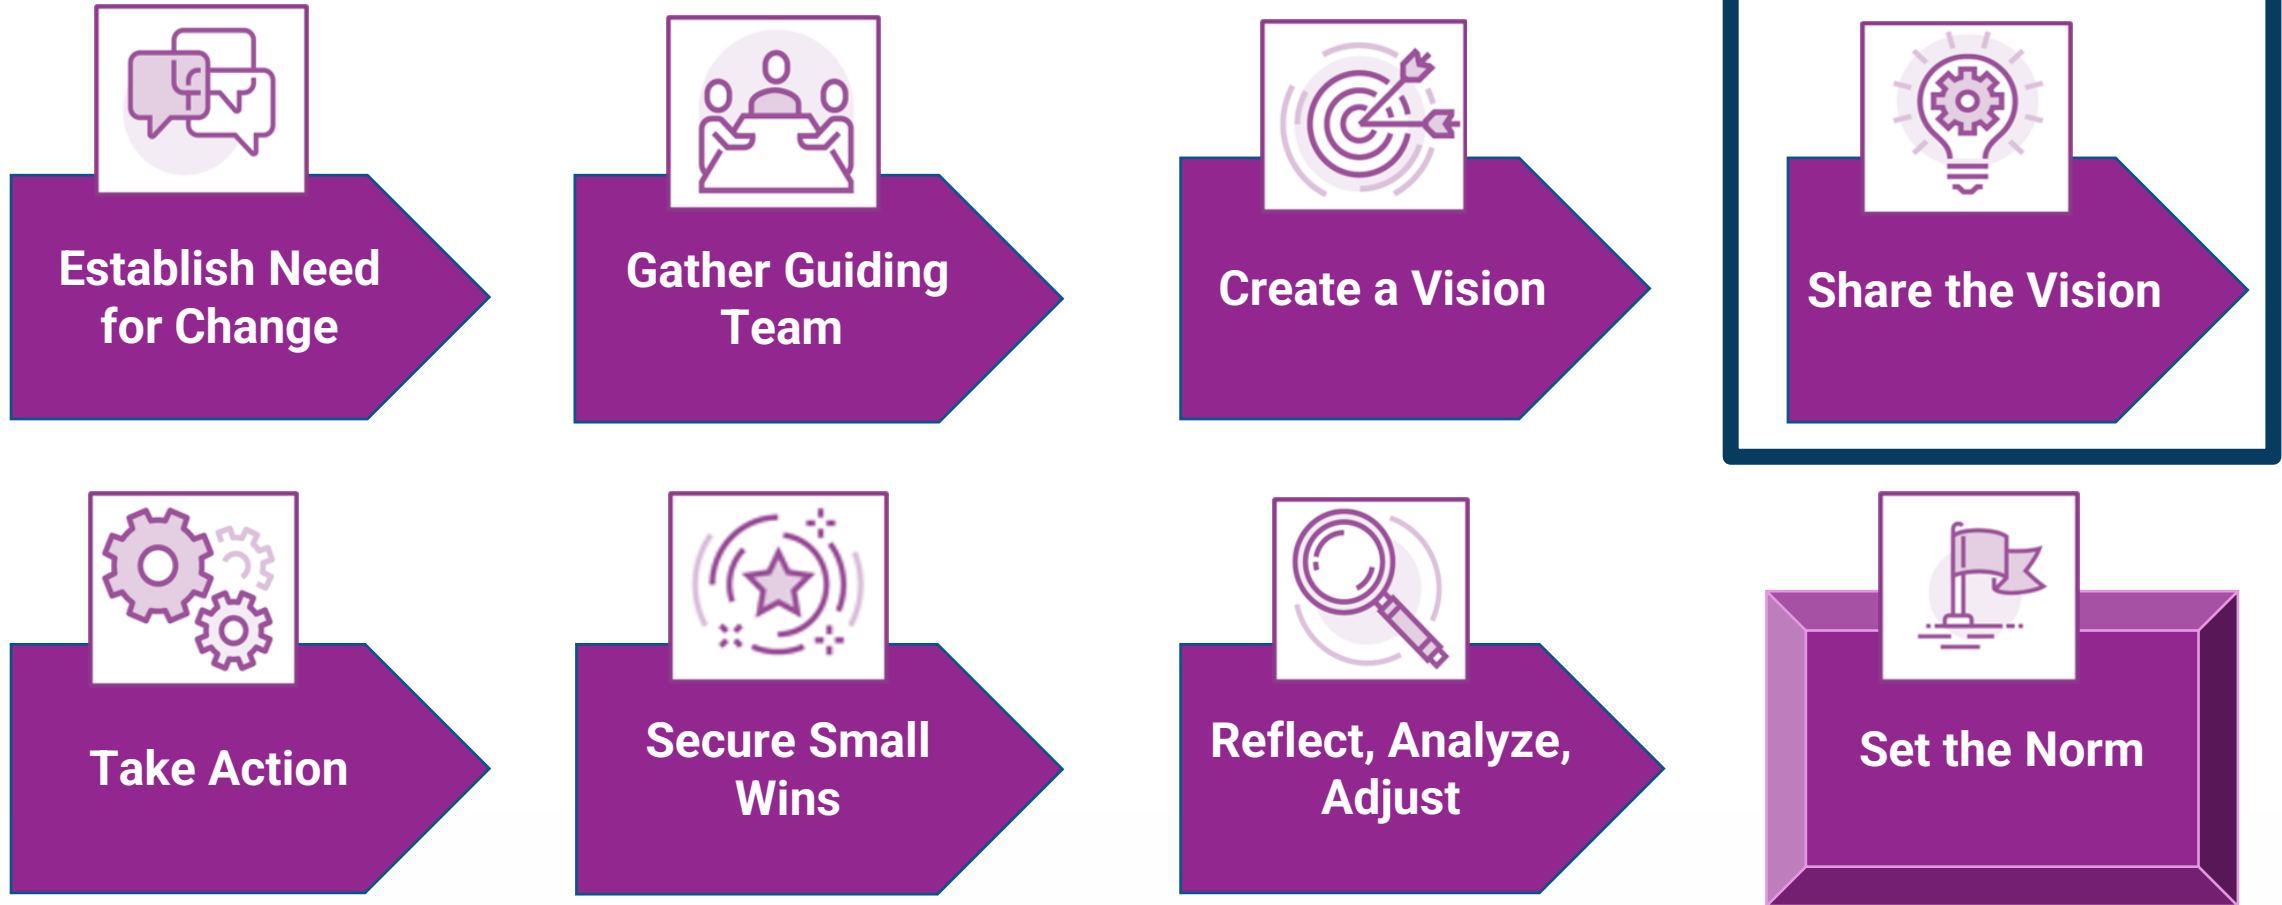 Establish Need
for Change
Gather Guiding
Team
Create a Vision
Share the Vision
Take Action
Secure Small
Wins
Reflect, Analyze,
Adjust
Set the Norm